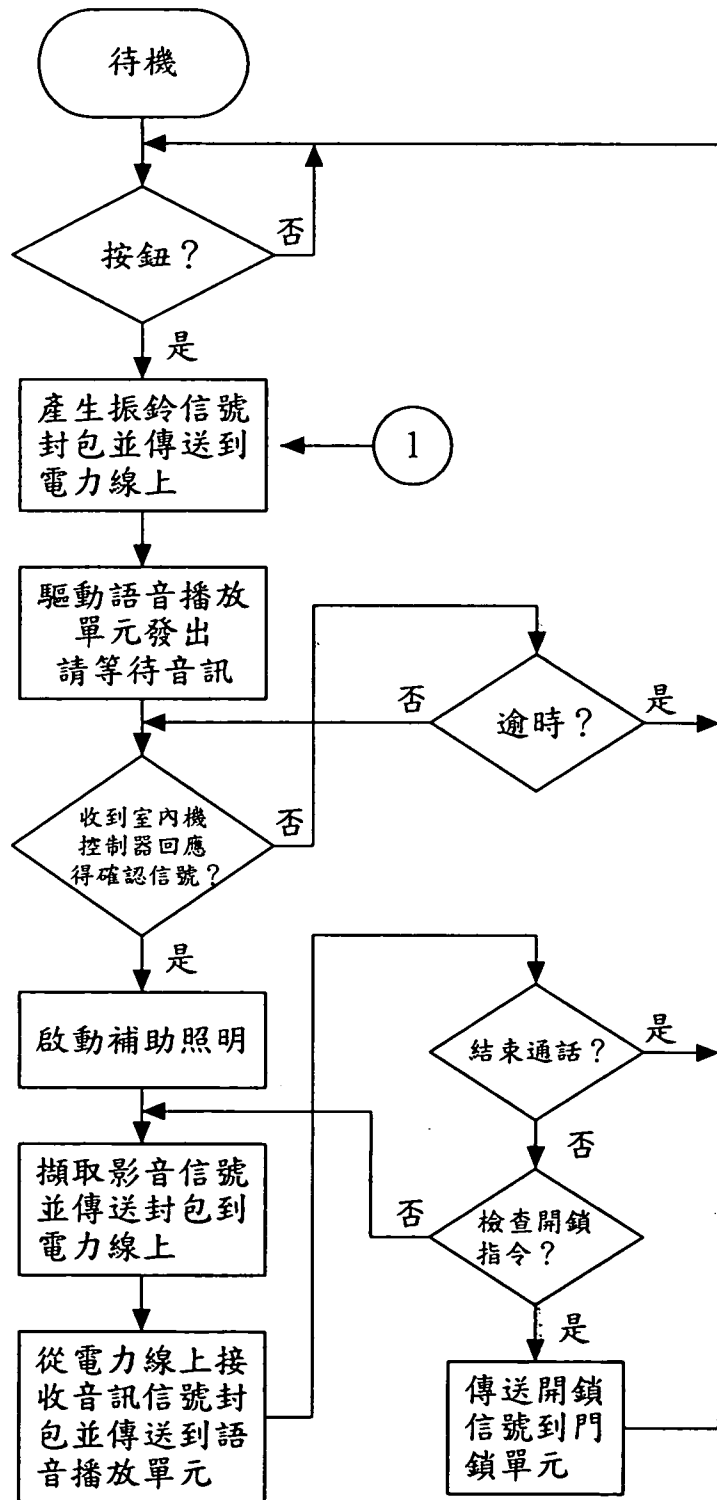 待機
按鈕？
否
是
產生振鈴信號
封包並傳送到
電力線上
1
驅動語音播放
單元發出
請等待音訊
逾時？
否
是
收到室內機
控制器回應
得確認信號？
否
是
啟動補助照明
結束通話？
是
否
擷取影音信號
並傳送封包到
電力線上
檢查開鎖
指令？
否
是
從電力線上接
收音訊信號封
包並傳送到語
音播放單元
傳送開鎖
信號到門
鎖單元